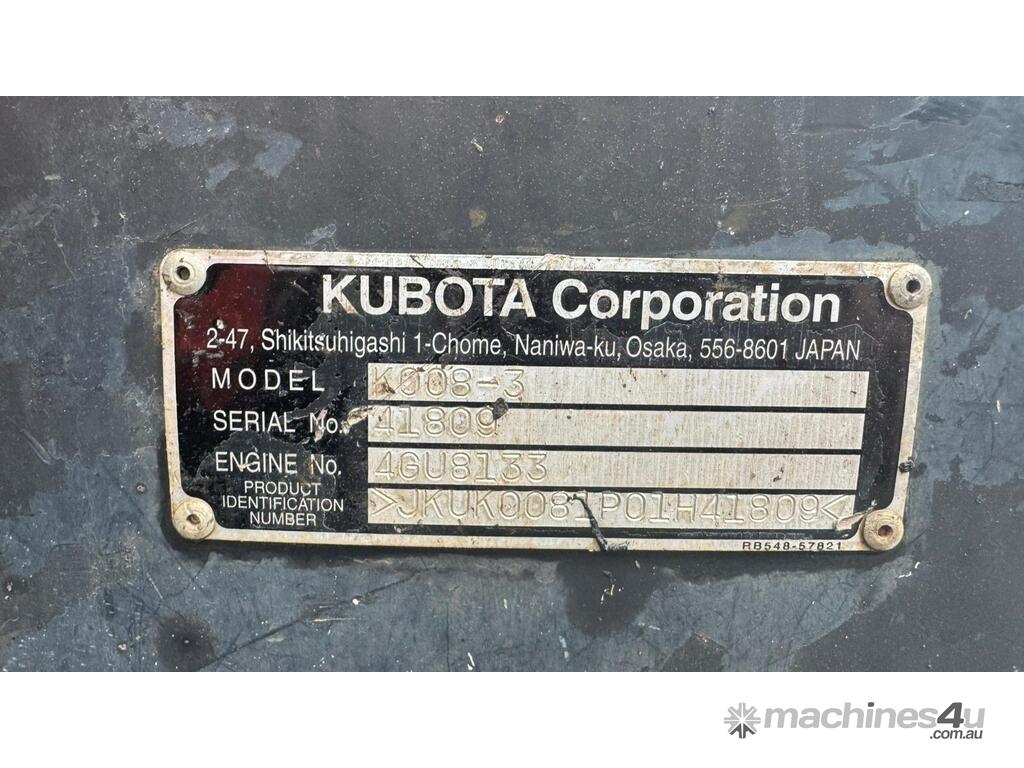 KUBOTA Corporation
2-47, Shikitsuhigashi 1-Chome, Naniwa-ku, Osaka, 556-8601 JAPAN
MODEL K008-3
SERIAL No. 41809
ENGINE No. 4GU8133
PRODUCT
IDENTIFICATION
NUMBER >JKUK0081P01H41809<
RB548-57821
machines4u
.com.au